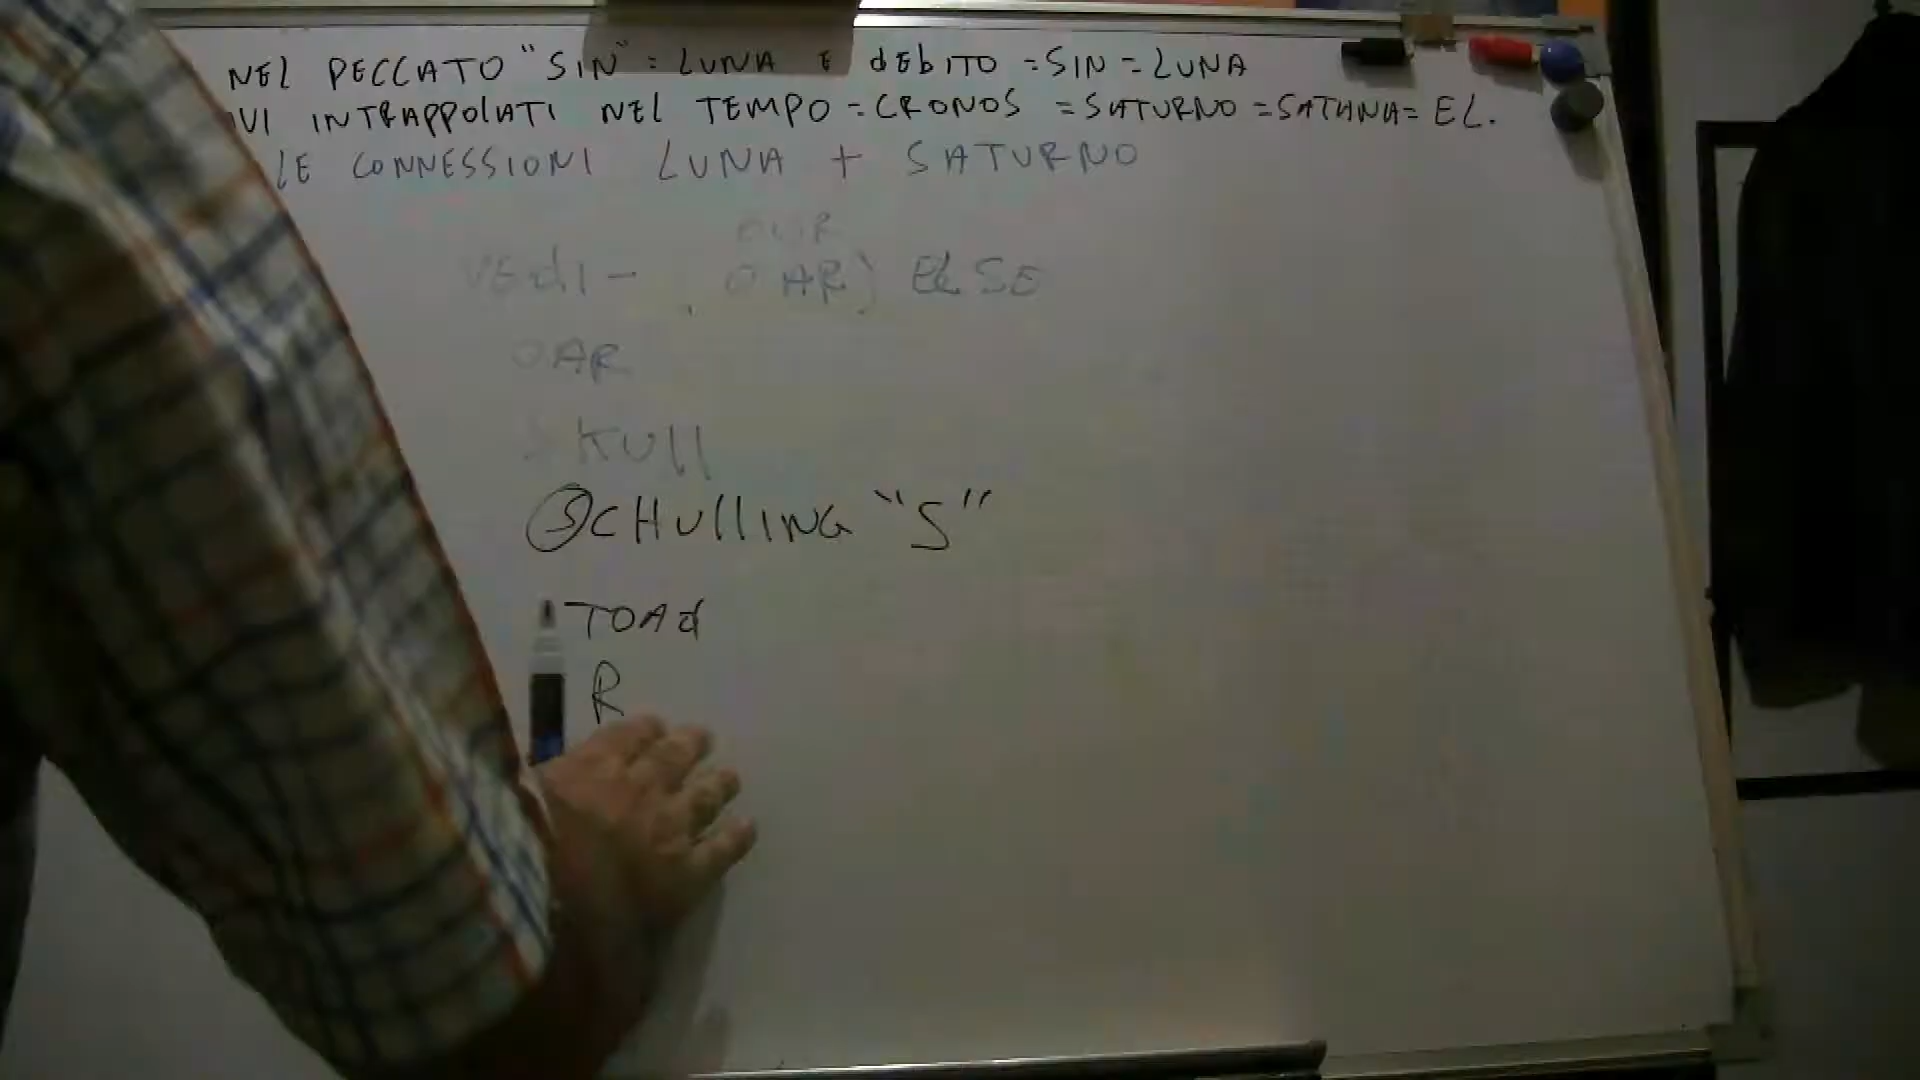 NEL PECCATO "SIN" = LUNA E dEbITO = SIN = LUNA
VI INTRAPPOLATI NEL TEMPO = CRONOS = SATURNO = SATANA = EL.
LE CONNESSIONI LUNA + SATURNO
OUR
VEdI - OAR) ELSE
OAR
SKUll
SCHUllING "S"
TOAd
R